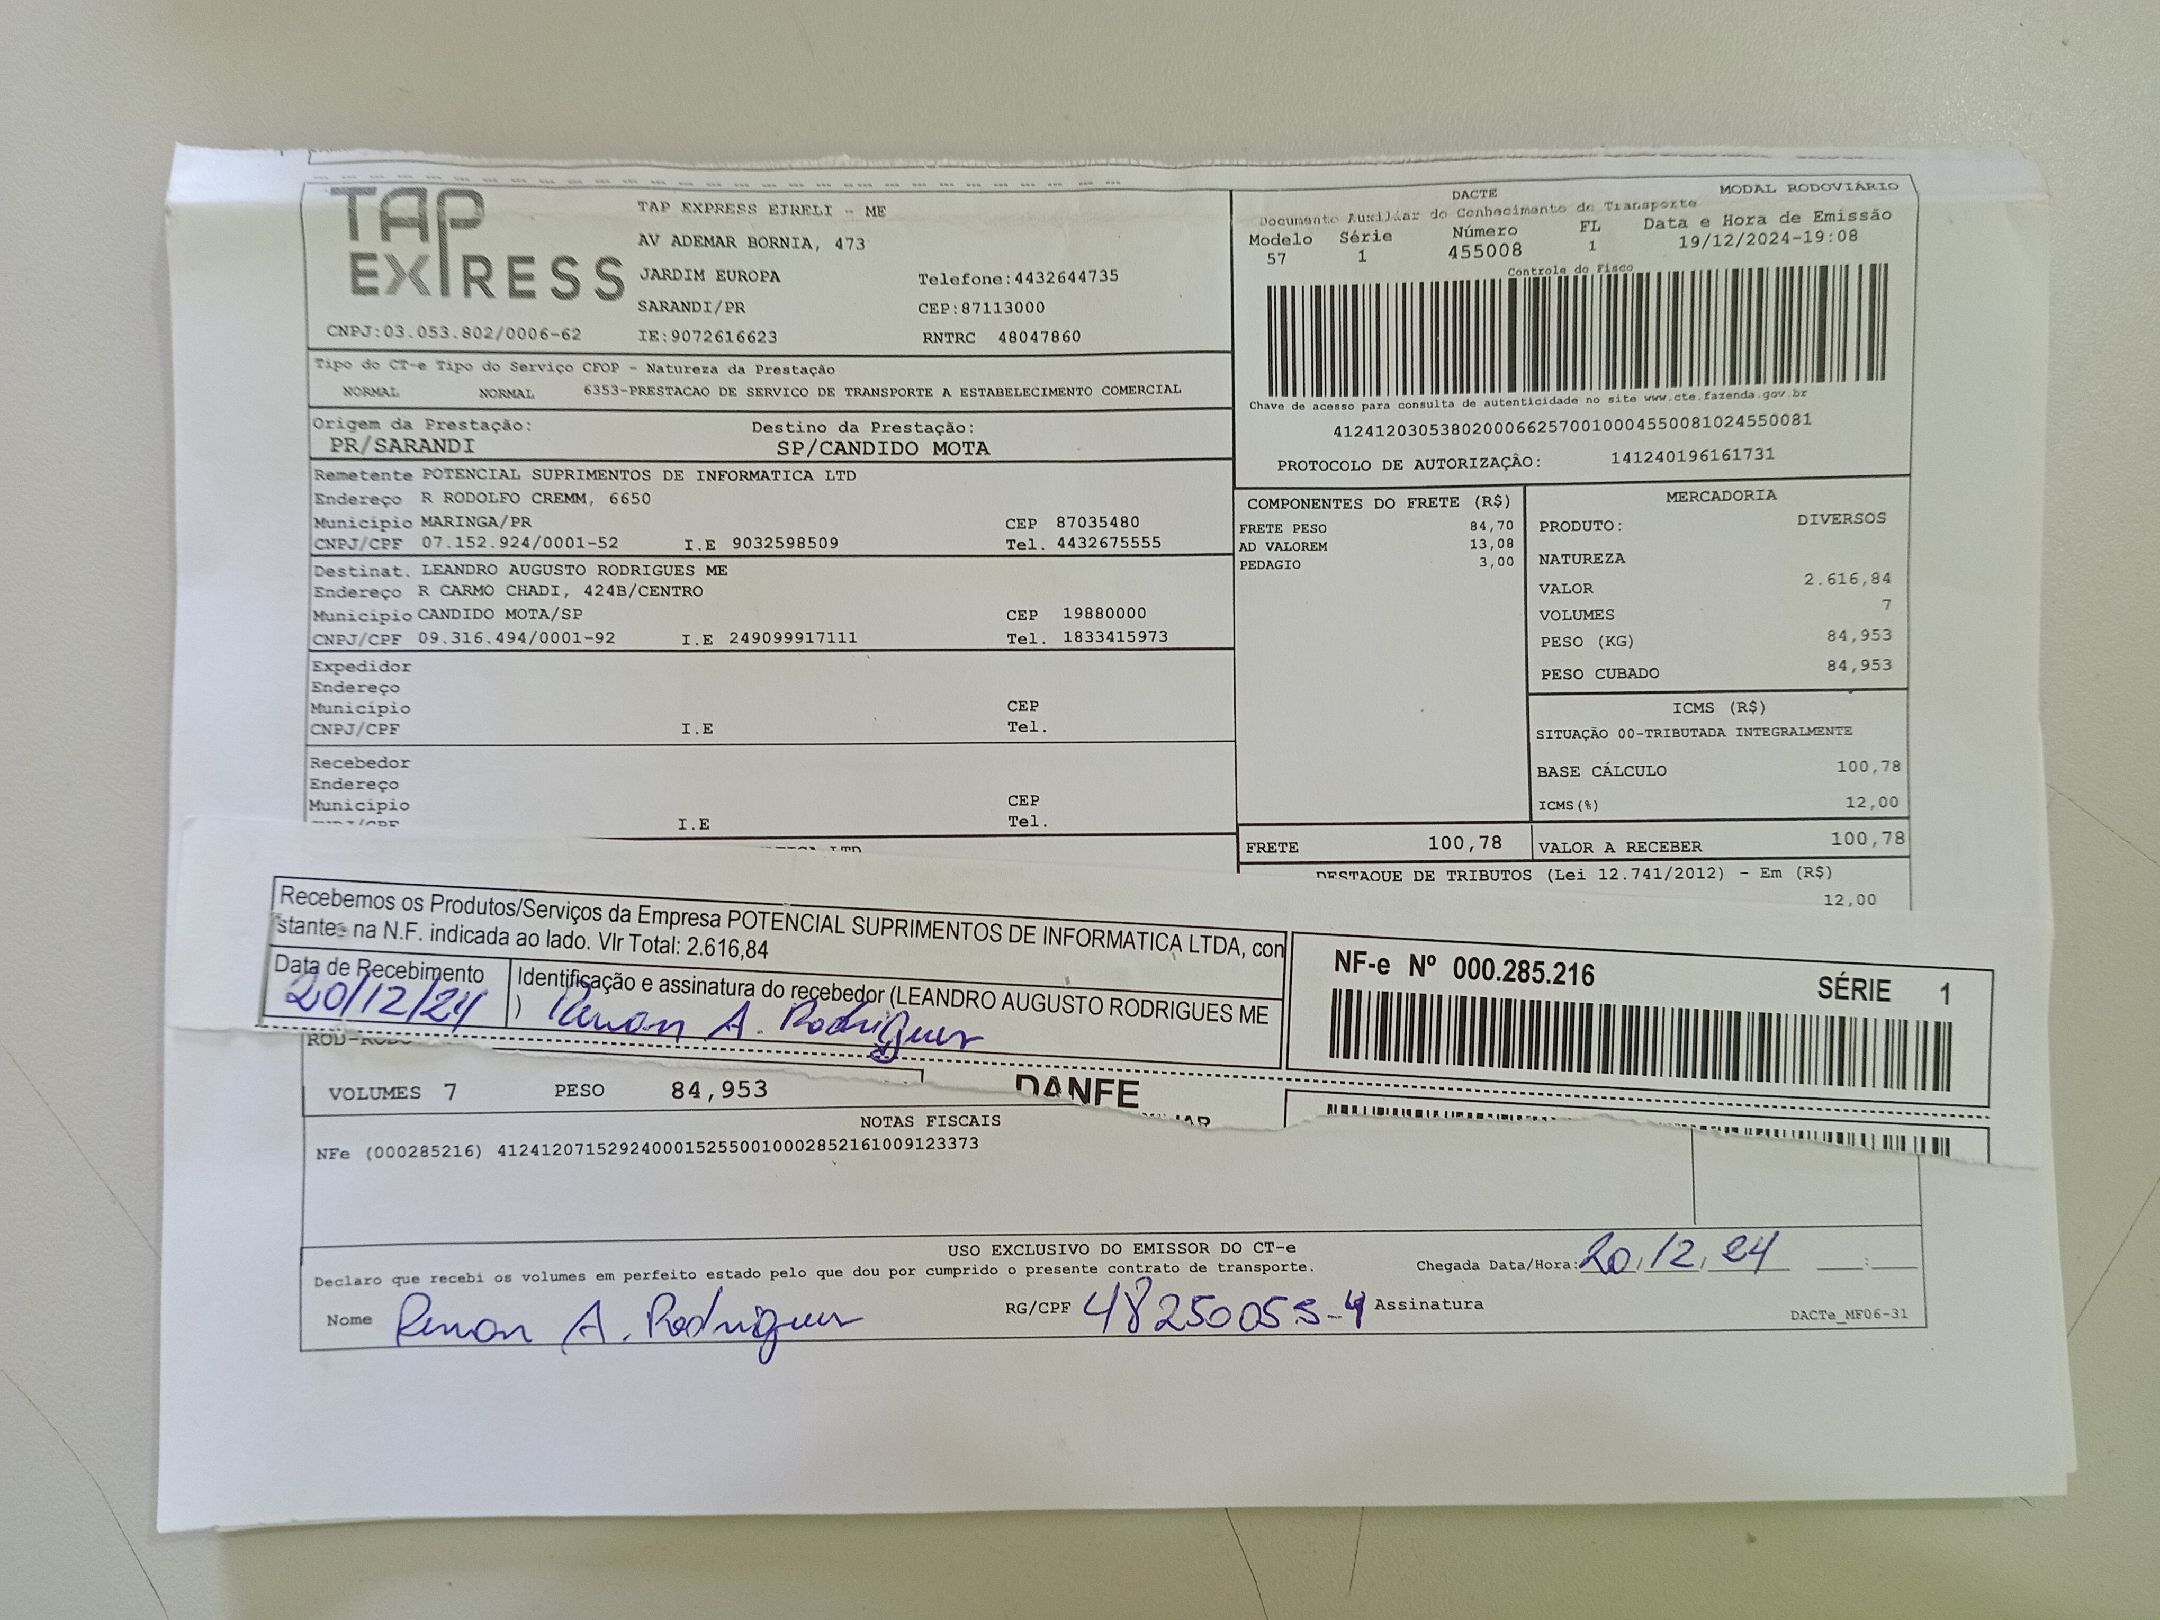 TAP EXPRESS
TAP EXPRESS EIRELI - ME
AV ADEMAR BORNIA, 473
JARDIM EUROPA Telefone:4432644735
SARANDI/PR CEP:87113000
CNPJ:03.053.802/0006-62 IE:9072616623 RNTRC 48047860
DACTE MODAL RODOVIÁRIO
Documento Auxiliar do Conhecimento de Transporte
Modelo Série Número FL Data e Hora de Emissão
57 1 455008 1 19/12/2024-19:08
Controle do Fisco
Chave de acesso para consulta de autenticidade no site www.cte.fazenda.gov.br
41241203053802000662570010004550081024550081
PROTOCOLO DE AUTORIZAÇÃO: 141240196161731
Tipo do CT-e Tipo do Serviço CFOP - Natureza da Prestação
NORMAL NORMAL 6353-PRESTACAO DE SERVICO DE TRANSPORTE A ESTABELECIMENTO COMERCIAL
Origem da Prestação: Destino da Prestação:
PR/SARANDI SP/CANDIDO MOTA
Remetente POTENCIAL SUPRIMENTOS DE INFORMATICA LTD
Endereço R RODOLFO CREMM, 6650
Município MARINGA/PR CEP 87035480
CNPJ/CPF 07.152.924/0001-52 I.E 9032598509 Tel. 4432675555
Destinat. LEANDRO AUGUSTO RODRIGUES ME
Endereço R CARMO CHADI, 424B/CENTRO
Município CANDIDO MOTA/SP CEP 19880000
CNPJ/CPF 09.316.494/0001-92 I.E 249099917111 Tel. 1833415973
Expedidor
Endereço
Município CEP
CNPJ/CPF I.E Tel.
Recebedor
Endereço
Município CEP
I.E Tel.
COMPONENTES DO FRETE (R$)
FRETE PESO 84,70
AD VALOREM 13,08
PEDAGIO 3,00
MERCADORIA
PRODUTO: DIVERSOS
NATUREZA
VALOR 2.616,84
VOLUMES 7
PESO (KG) 84,953
PESO CUBADO 84,953
ICMS (R$)
SITUAÇÃO 00-TRIBUTADA INTEGRALMENTE
BASE CÁLCULO 100,78
ICMS(%) 12,00
FRETE 100,78 VALOR A RECEBER 100,78
DESTAQUE DE TRIBUTOS (Lei 12.741/2012) - Em (R$)
12,00
Recebemos os Produtos/Serviços da Empresa POTENCIAL SUPRIMENTOS DE INFORMATICA LTDA, con
stantes na N.F. indicada ao lado. Vlr Total: 2.616,84
Data de Recebimento Identificação e assinatura do recebedor (LEANDRO AUGUSTO RODRIGUES ME
20/12/24 ) Renan A. Rodrigues
NF-e Nº 000.285.216 SÉRIE 1
DANFE
VOLUMES 7 PESO 84,953
NOTAS FISCAIS
NFe (000285216) 41241207152924000152550010002852161009123373
USO EXCLUSIVO DO EMISSOR DO CT-e
Declaro que recebi os volumes em perfeito estado pelo que dou por cumprido o presente contrato de transporte. Chegada Data/Hora: 20/12/24
Nome Renan A. Rodrigues RG/CPF 48250055-4 Assinatura
DACTe_MF06-31